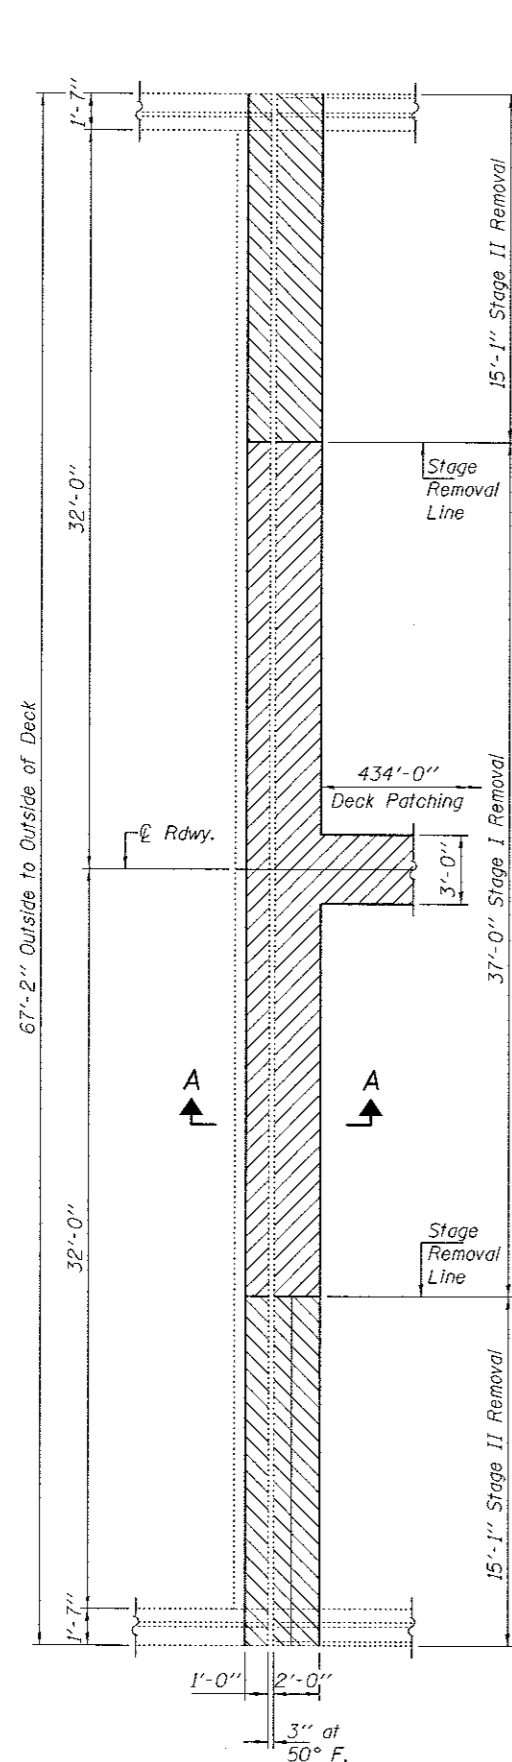 1'-7"
15'-1" Stage II Removal
32'-0"
Stage
Removal
Line
67'-2" Outside to Outside of Deck
434'-0"
Deck Patching
℄ Rdwy.
3'-0"
37'-0" Stage I Removal
A
A
32'-0"
Stage
Removal
Line
15'-1" Stage II Removal
1'-7"
1'-0"
2'-0"
3" at
50° F.